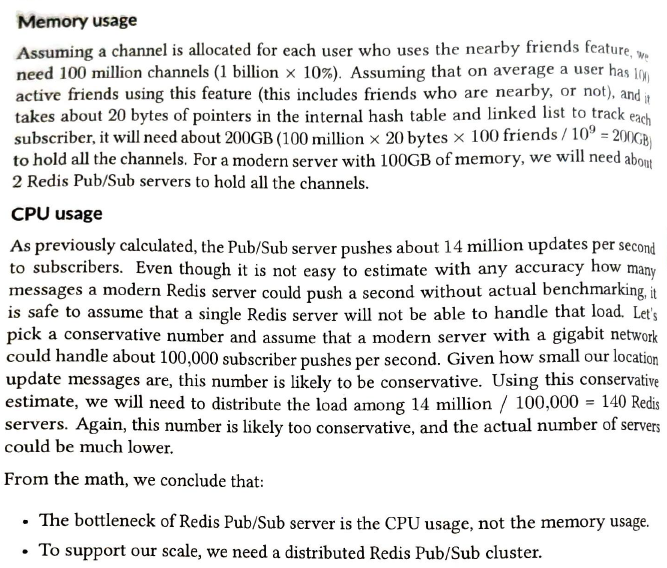 Memory usage
Assuming a channel is allocated for each user who uses the nearby friends feature, we
need 100 million channels (1 billion × 10%). Assuming that on average a user has 100
active friends using this feature (this includes friends who are nearby, or not), and it
takes about 20 bytes of pointers in the internal hash table and linked list to track each
subscriber, it will need about 200GB (100 million × 20 bytes × 100 friends / 10⁹ = 200GB)
to hold all the channels. For a modern server with 100GB of memory, we will need about
2 Redis Pub/Sub servers to hold all the channels.
CPU usage
As previously calculated, the Pub/Sub server pushes about 14 million updates per second
to subscribers. Even though it is not easy to estimate with any accuracy how many
messages a modern Redis server could push a second without actual benchmarking, it
is safe to assume that a single Redis server will not be able to handle that load. Let's
pick a conservative number and assume that a modern server with a gigabit network
could handle about 100,000 subscriber pushes per second. Given how small our location
update messages are, this number is likely to be conservative. Using this conservative
estimate, we will need to distribute the load among 14 million / 100,000 = 140 Redis
servers. Again, this number is likely too conservative, and the actual number of servers
could be much lower.
From the math, we conclude that:
• The bottleneck of Redis Pub/Sub server is the CPU usage, not the memory usage.
• To support our scale, we need a distributed Redis Pub/Sub cluster.